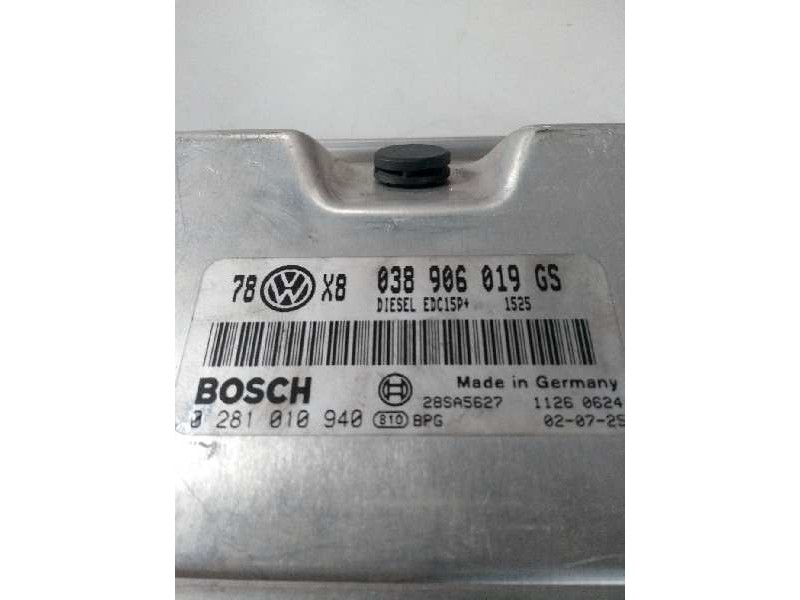 78 VW X8 038 906 019 GS
DIESEL EDC15P+ 1525
BOSCH Made in Germany
28SA5627 1126 0624
0 281 010 940 810 BPG 02-07-25